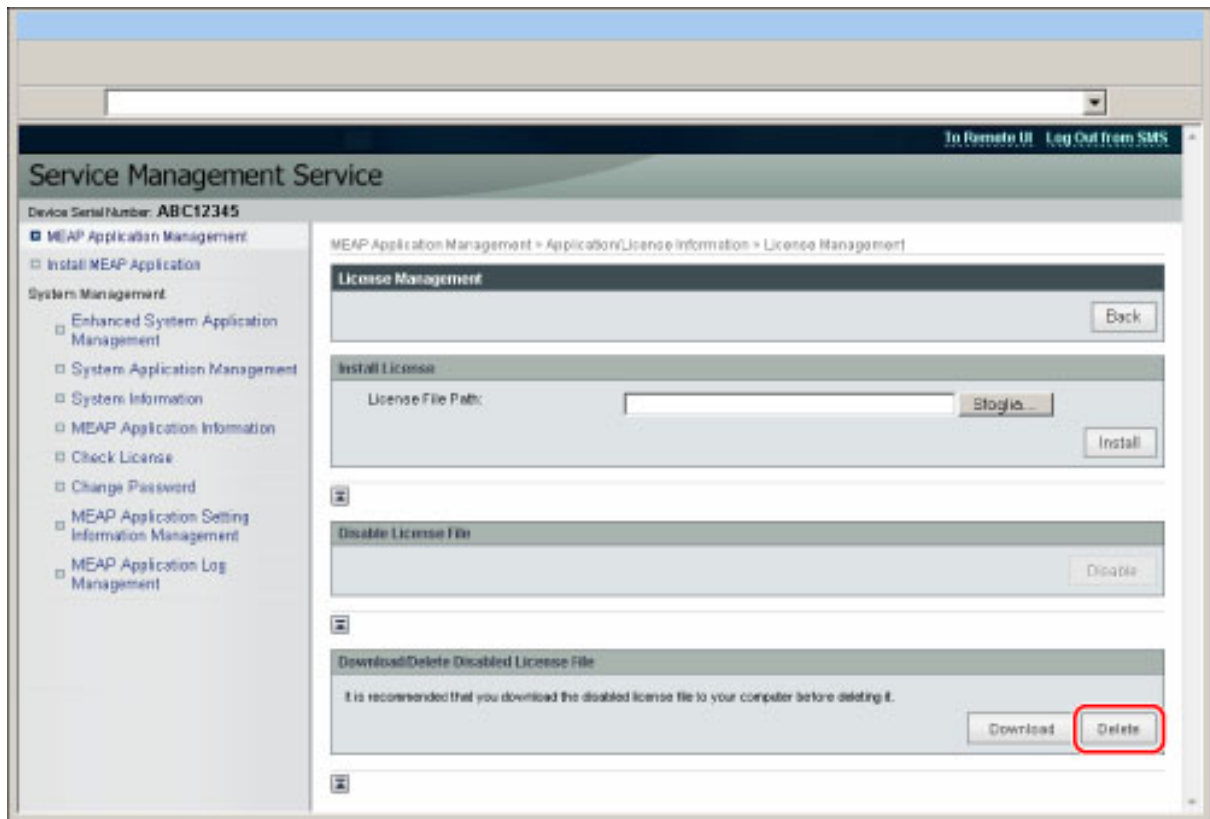 To Remote UI Log Out from SMS
Service Management Service
Device Serial Number: ABC12345
MEAP Application Management
Install MEAP Application
System Management
Enhanced System Application
Management
System Application Management
System Information
MEAP Application Information
Check License
Change Password
MEAP Application Setting
Information Management
MEAP Application Log
Management
MEAP Application Management > Application/License Information > License Management
License Management
Back
Install License
License File Path:
Sfoglia...
Install
Disable License File
Disable
Download/Delete Disabled License File
It is recommended that you download the disabled license file to your computer before deleting it.
Download Delete